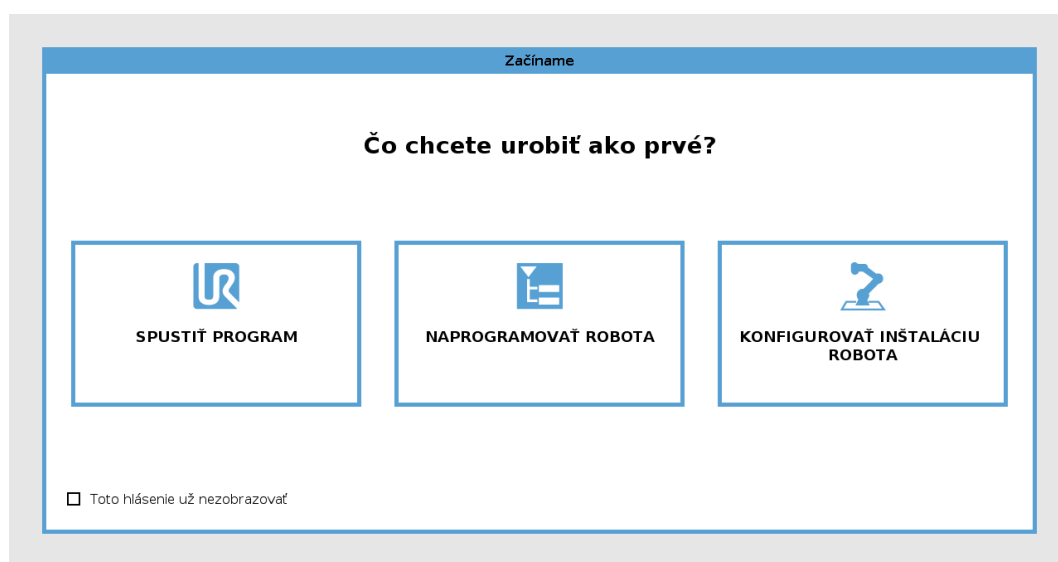 Začíname
Čo chcete urobiť ako prvé?
SPUSTIŤ PROGRAM
NAPROGRAMOVAŤ ROBOTA
KONFIGUROVAŤ INŠTALÁCIU
ROBOTA
Toto hlásenie už nezobrazovať